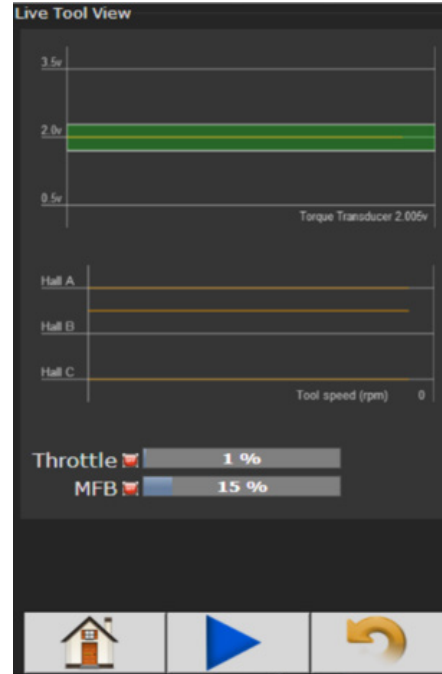 Live Tool View
3.5v
2.0v
0.5v
Torque Transducer 2.005v
Hall A
Hall B
Hall C
Tool speed (rpm) 0
Throttle 1 %
MFB 15 %